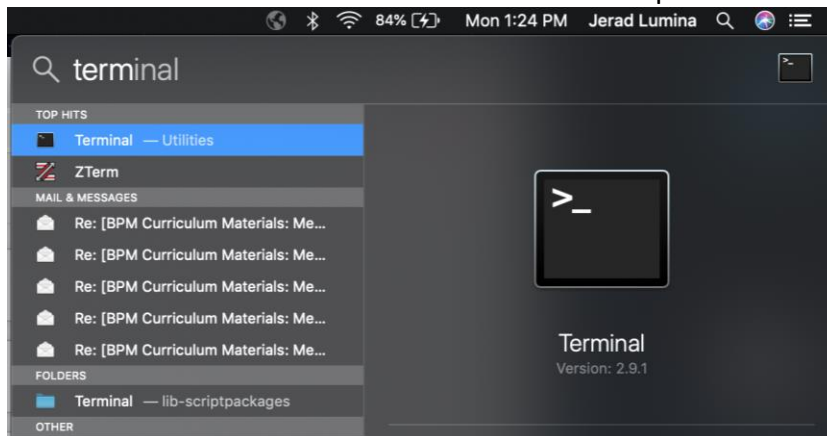 84% Mon 1:24 PM Jerad Lumina
terminal
TOP HITS
Terminal — Utilities
ZTerm
MAIL & MESSAGES
Re: [BPM Curriculum Materials: Me...
Re: [BPM Curriculum Materials: Me...
Re: [BPM Curriculum Materials: Me...
Re: [BPM Curriculum Materials: Me...
Re: [BPM Curriculum Materials: Me...
FOLDERS
Terminal — lib-scriptpackages
OTHER
>_
Terminal
Version: 2.9.1